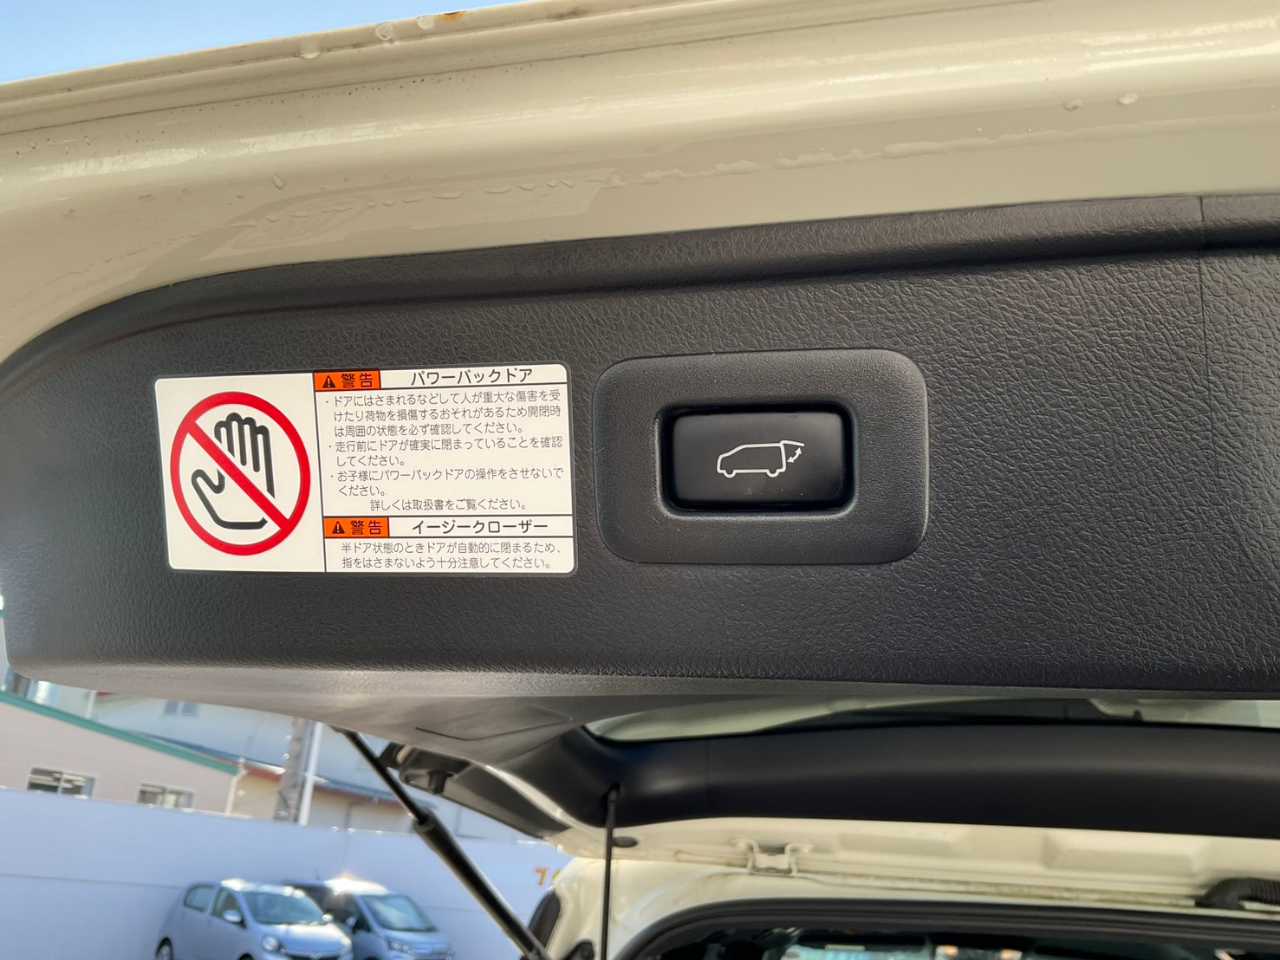 警告 パワーバックドア
・ドアにはさまれるなどして人が重大な傷害を受
けたり荷物を損傷するおそれがあるため開閉時
は周囲の状態を必ず確認してください。
・走行前にドアが確実に閉まっていることを確認
してください。
・お子様にパワーバックドアの操作をさせないで
ください。
詳しくは取扱書をご覧ください。
警告 イージークローザー
半ドア状態のときドアが自動的に閉まるため、
指をはさまないよう十分注意してください。